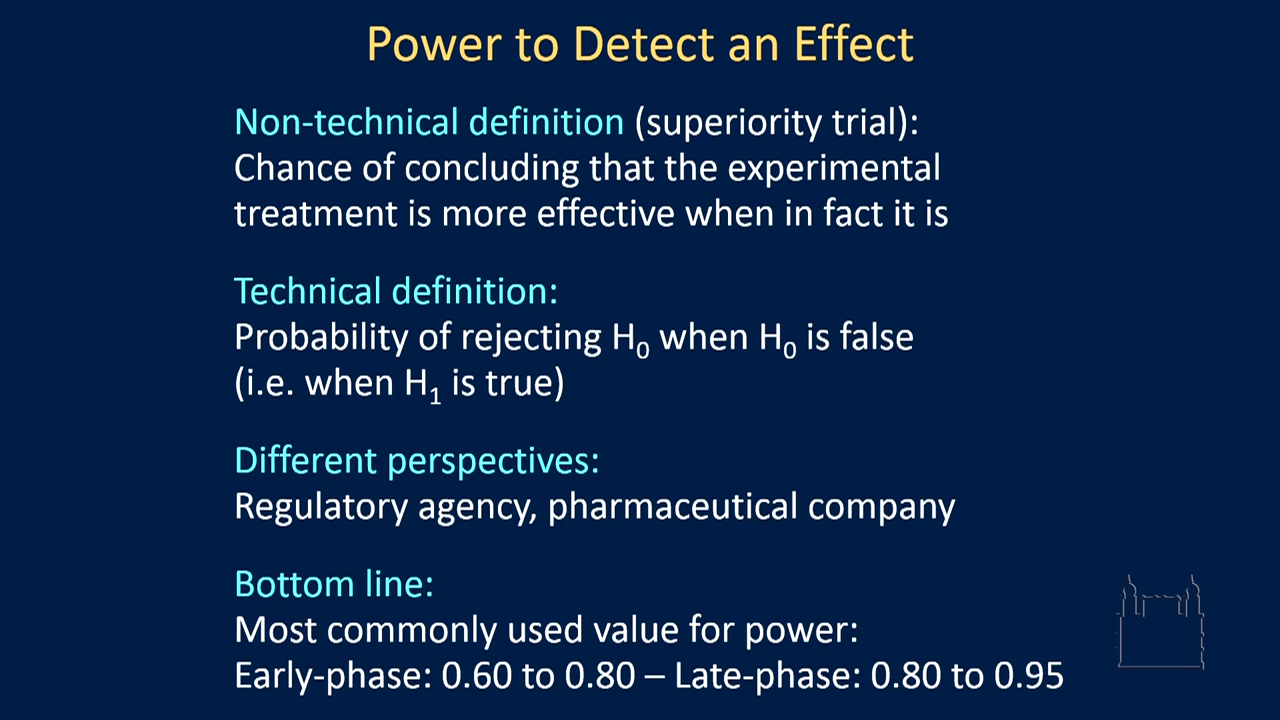 Power to Detect an Effect
Non-technical definition (superiority trial):
Chance of concluding that the experimental
treatment is more effective when in fact it is
Technical definition:
Probability of rejecting H₀ when H₀ is false
(i.e. when H₁ is true)
Different perspectives:
Regulatory agency, pharmaceutical company
Bottom line:
Most commonly used value for power:
Early-phase: 0.60 to 0.80 – Late-phase: 0.80 to 0.95